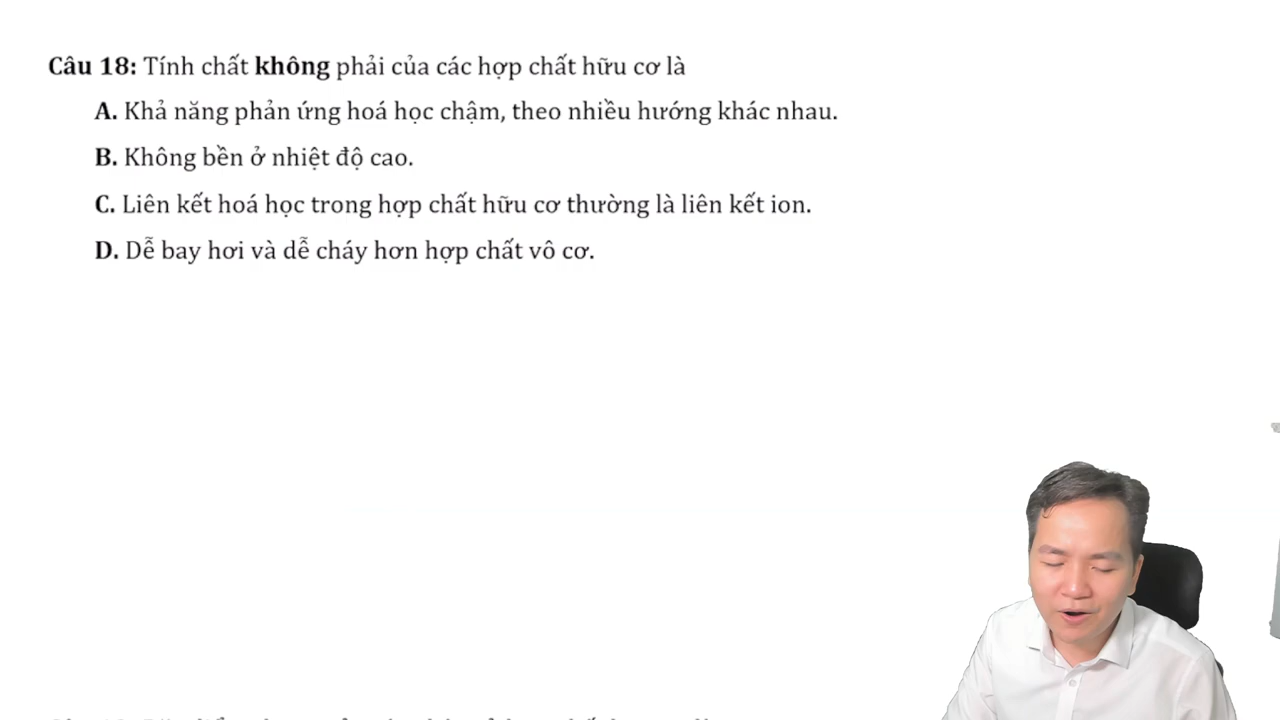 Câu 18: Tính chất không phải của các hợp chất hữu cơ là
A. Khả năng phản ứng hoá học chậm, theo nhiều hướng khác nhau.
B. Không bền ở nhiệt độ cao.
C. Liên kết hoá học trong hợp chất hữu cơ thường là liên kết ion.
D. Dễ bay hơi và dễ cháy hơn hợp chất vô cơ.